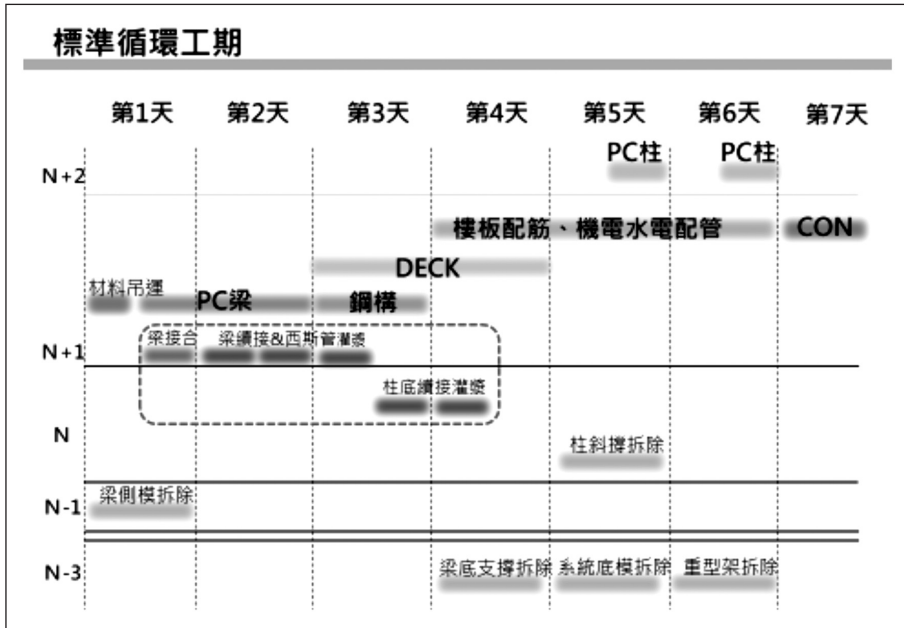 標準循環工期
第1天 第2天 第3天 第4天 第5天 第6天 第7天
PC柱 PC柱
N+2
樓板配筋、機電水電配管 CON
DECK
材料吊運
PC梁 鋼構
梁接合 梁續接&西斯管灌漿
N+1
柱底續接灌漿
N
柱斜撐拆除
梁側模拆除
N-1
梁底支撐拆除 系統底模拆除 重型架拆除
N-3